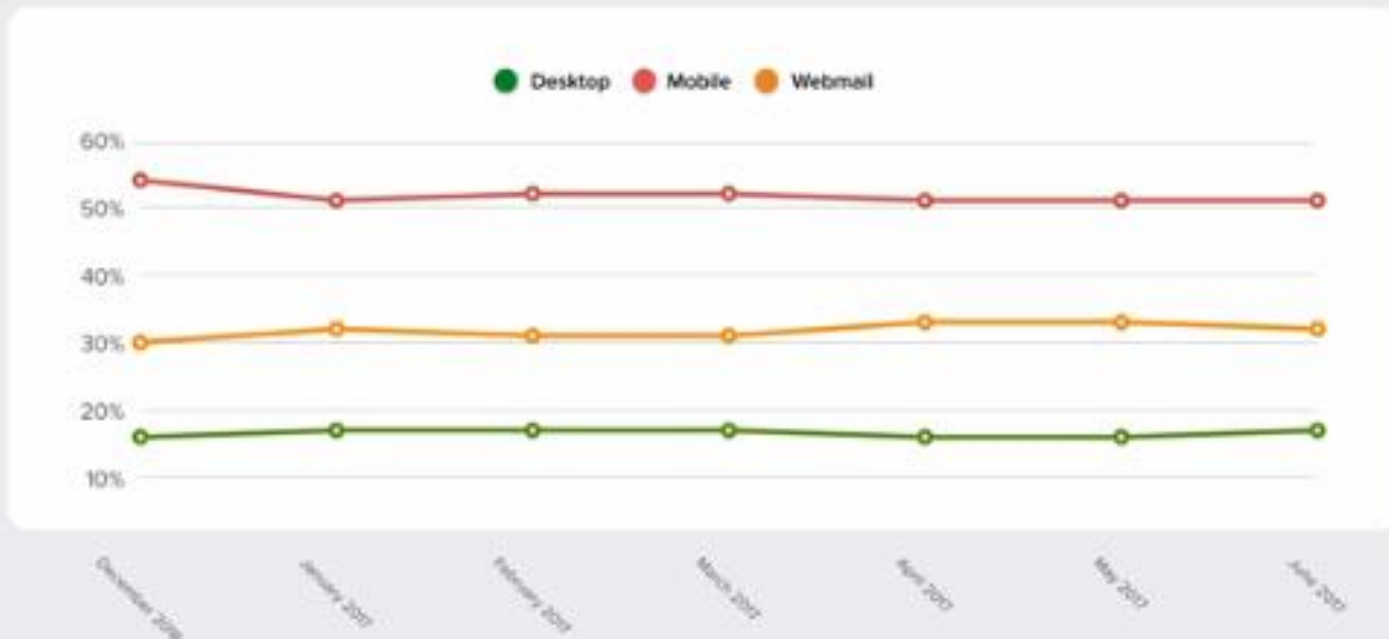 Desktop Mobile Webmail
60%
50%
40%
30%
20%
10%
December 2016
January 2017
February 2017
March 2017
April 2017
May 2017
June 2017